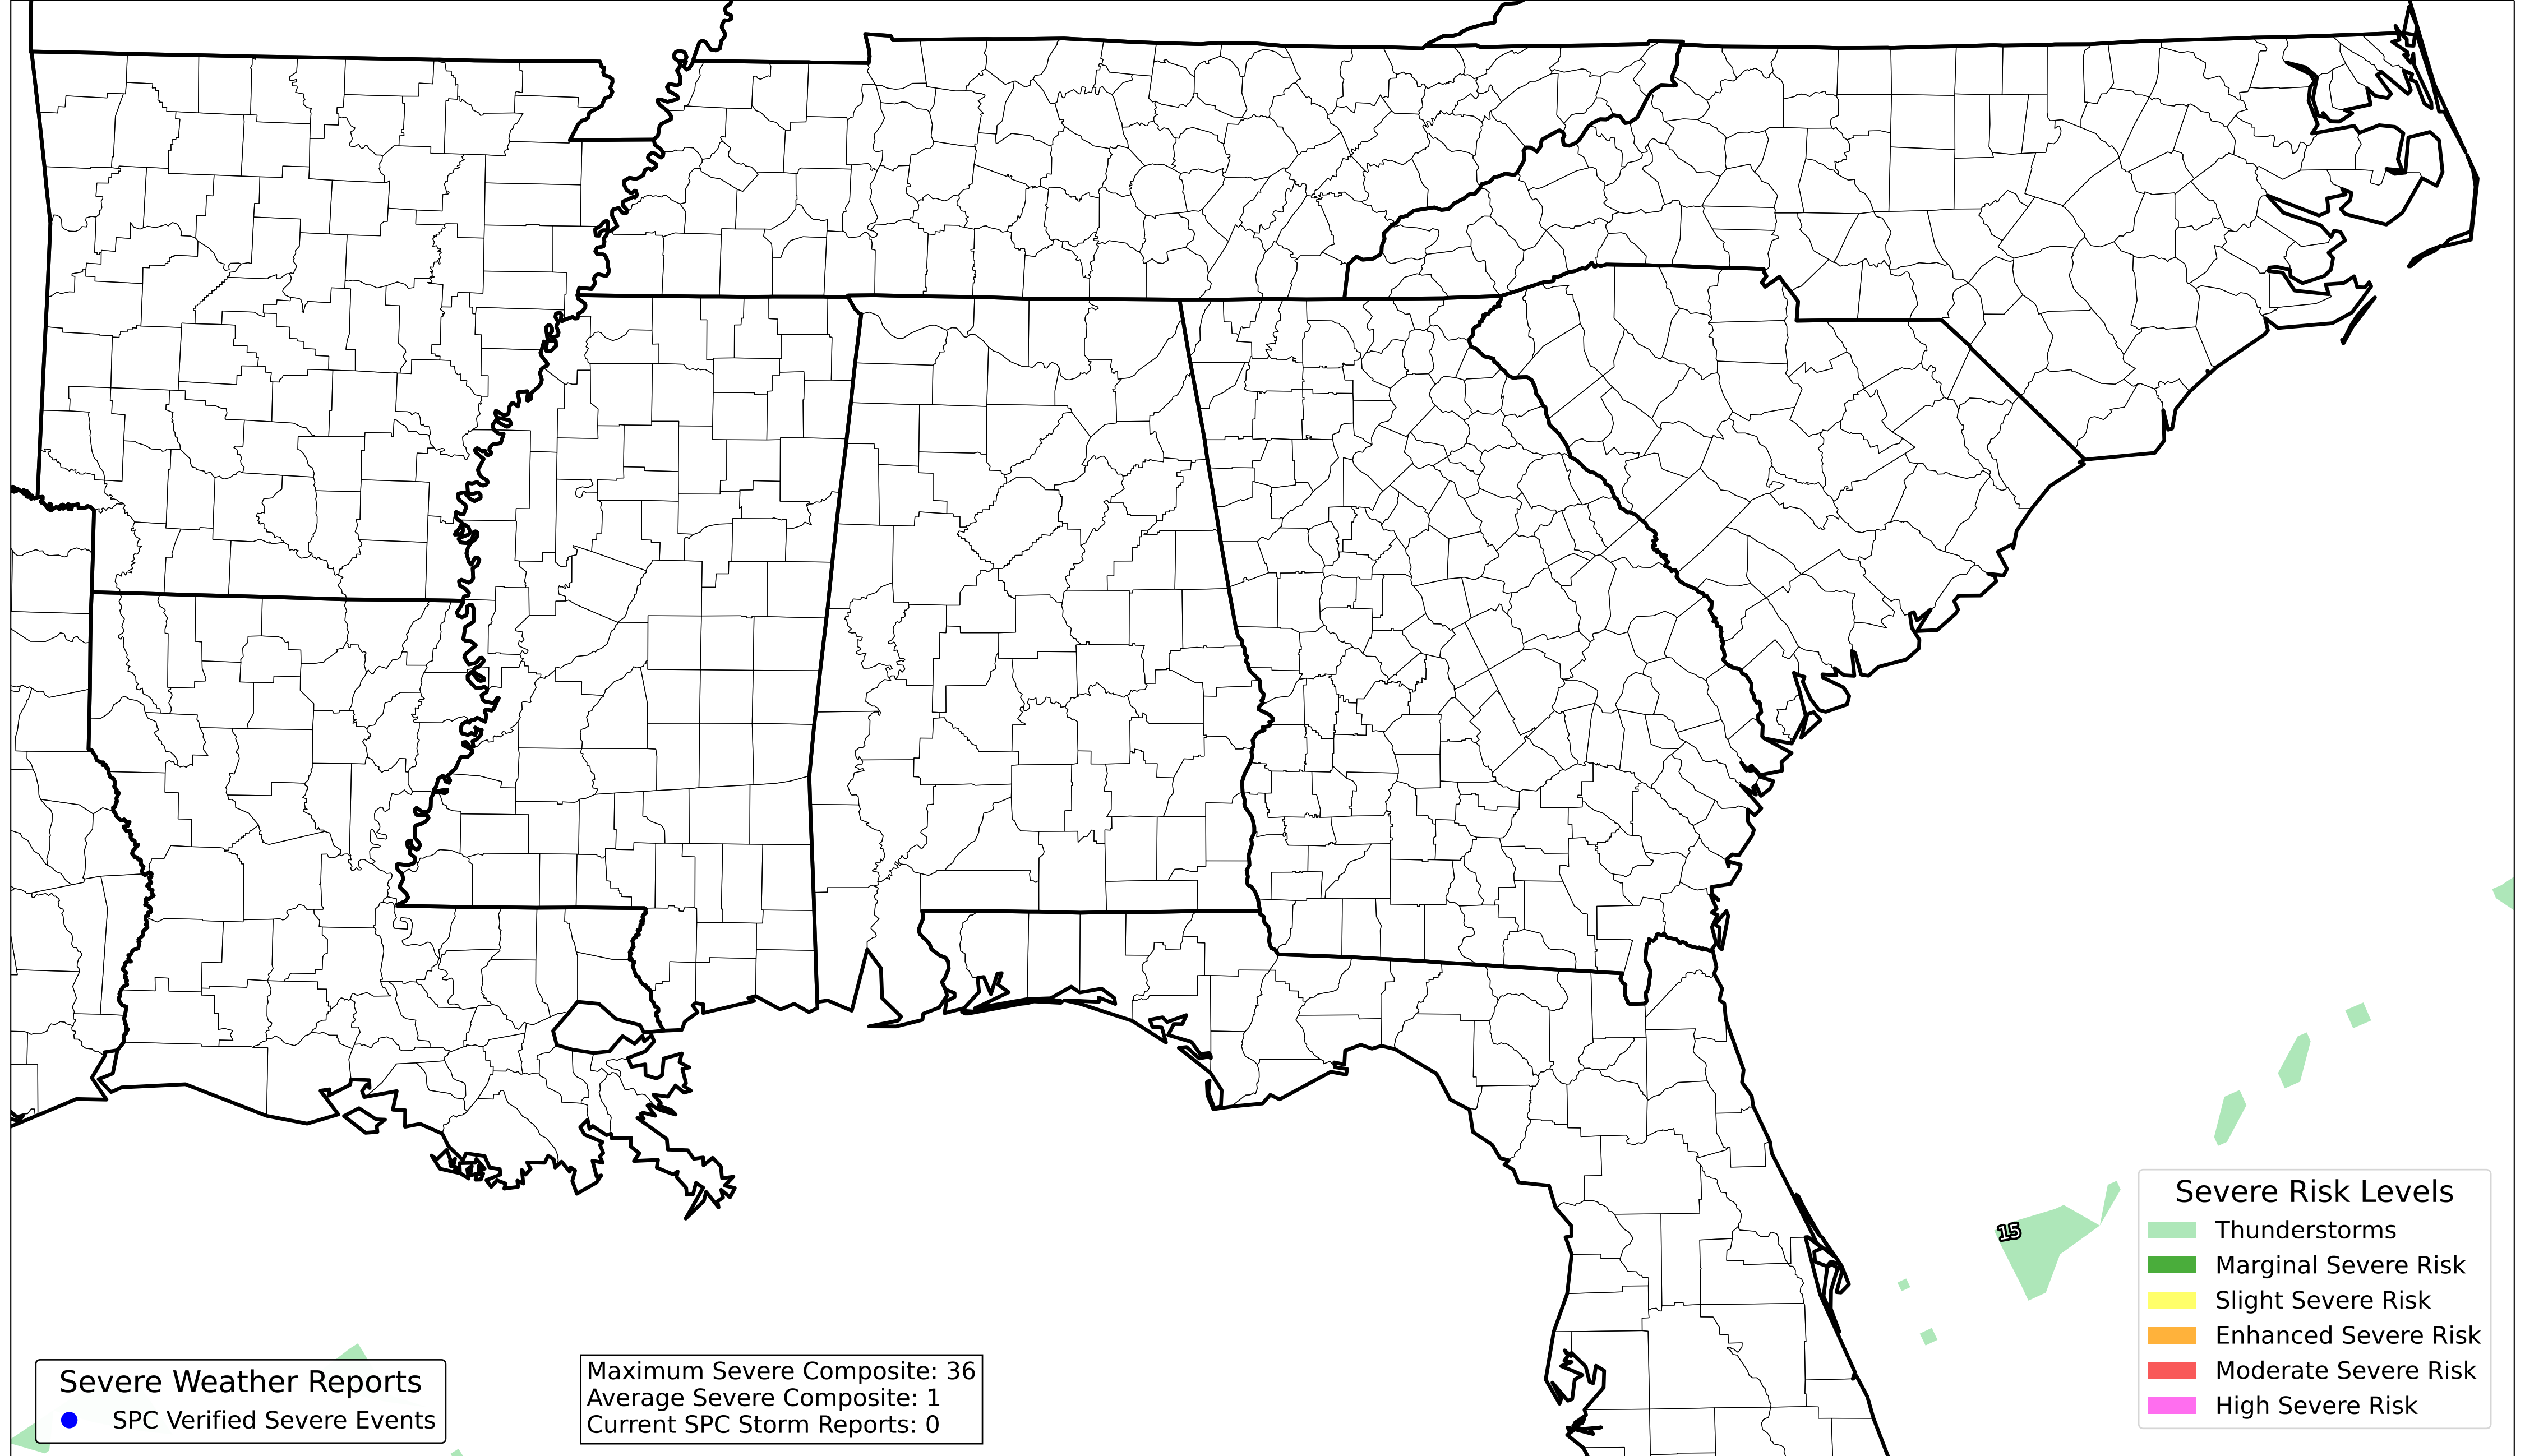 15
Severe Risk Levels
Thunderstorms
Marginal Severe Risk
Slight Severe Risk
Enhanced Severe Risk
Moderate Severe Risk
High Severe Risk
Severe Weather Reports
SPC Verified Severe Events
Maximum Severe Composite: 36
Average Severe Composite: 1
Current SPC Storm Reports: 0